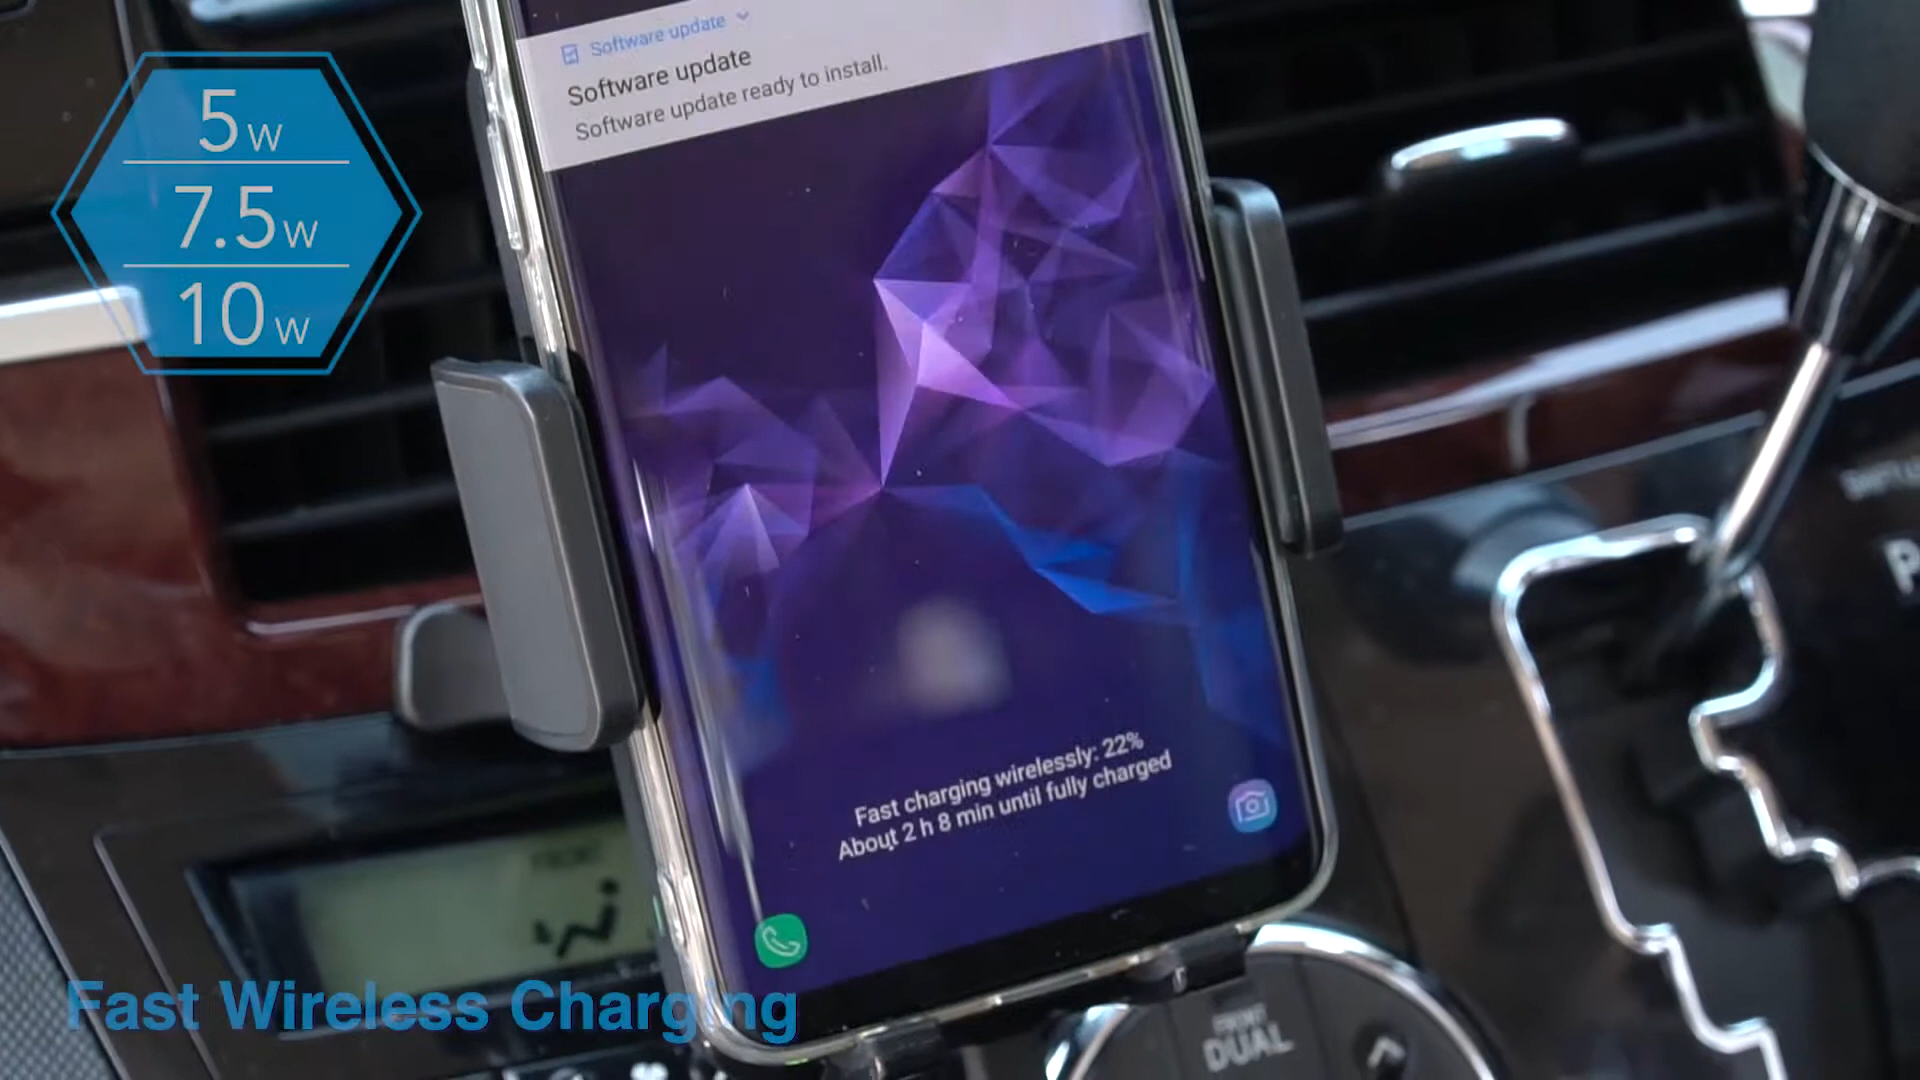 5w
7.5w
10w
Software update
Software update
Software update ready to install.
Fast charging wirelessly: 22%
About 2 h 8 min until fully charged
P
Fast Wireless Charging
FRONT
DUAL